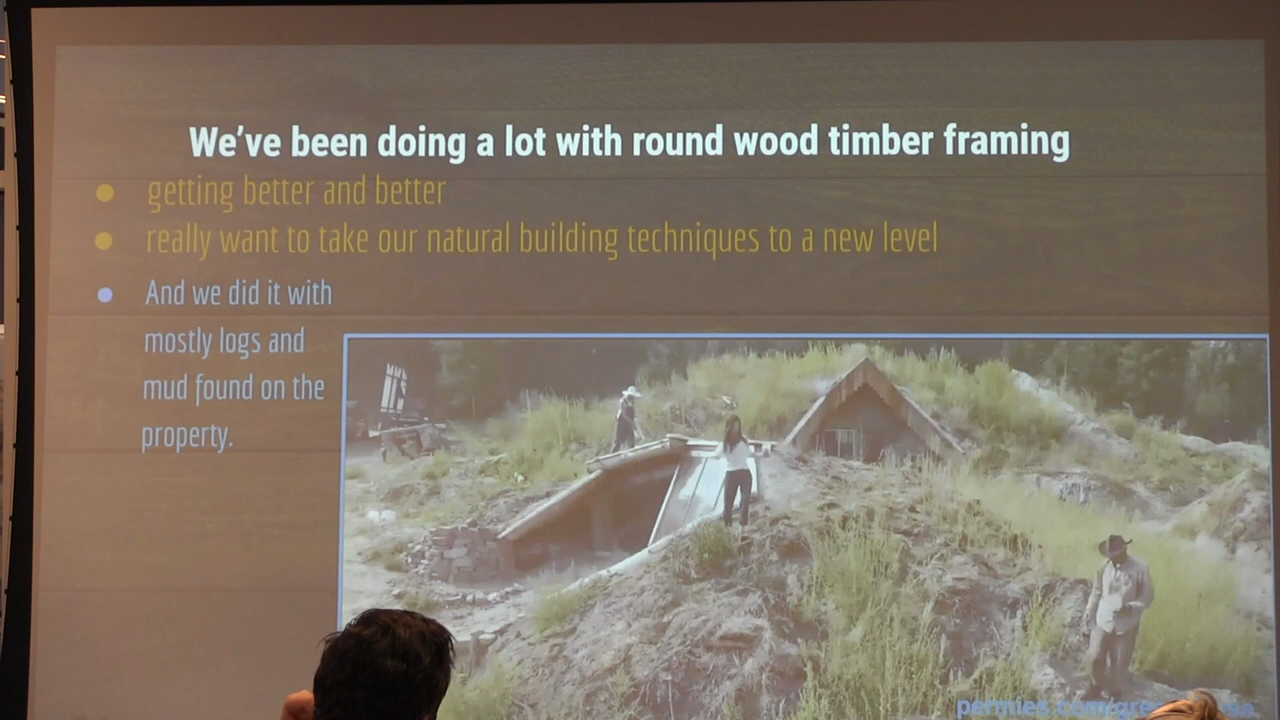 We've been doing a lot with round wood timber framing
getting better and better
really want to take our natural building techniques to a new level
And we did it with
mostly logs and
mud found on the
property.